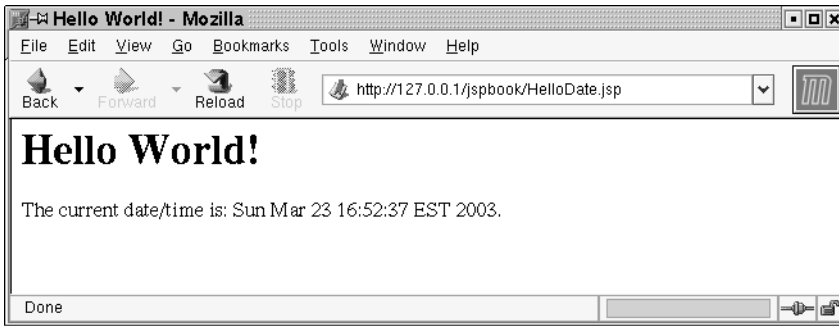 Hello World! - Mozilla
File Edit View Go Bookmarks Tools Window Help
Back Forward Reload Stop http://127.0.0.1/jspbook/HelloDate.jsp
Hello World!
The current date/time is: Sun Mar 23 16:52:37 EST 2003.
Done